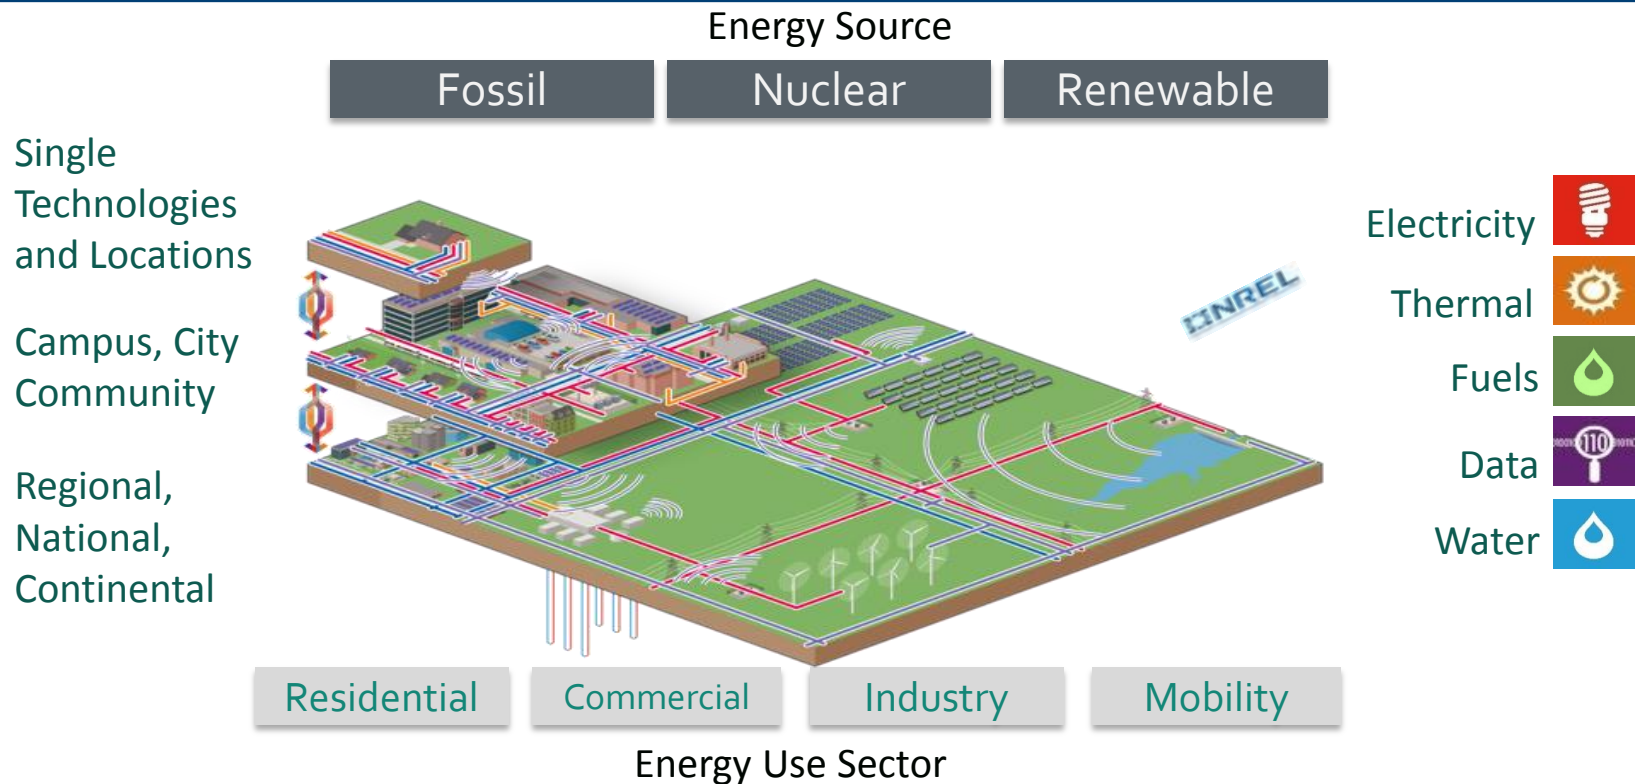 Energy Source
Fossil
Nuclear
Renewable
Single
Technologies
and Locations
Campus, City
Community
Regional,
National,
Continental
NREL
Electricity
Thermal
Fuels
110
Data
Water
Residential
Commercial
Industry
Mobility
Energy Use Sector